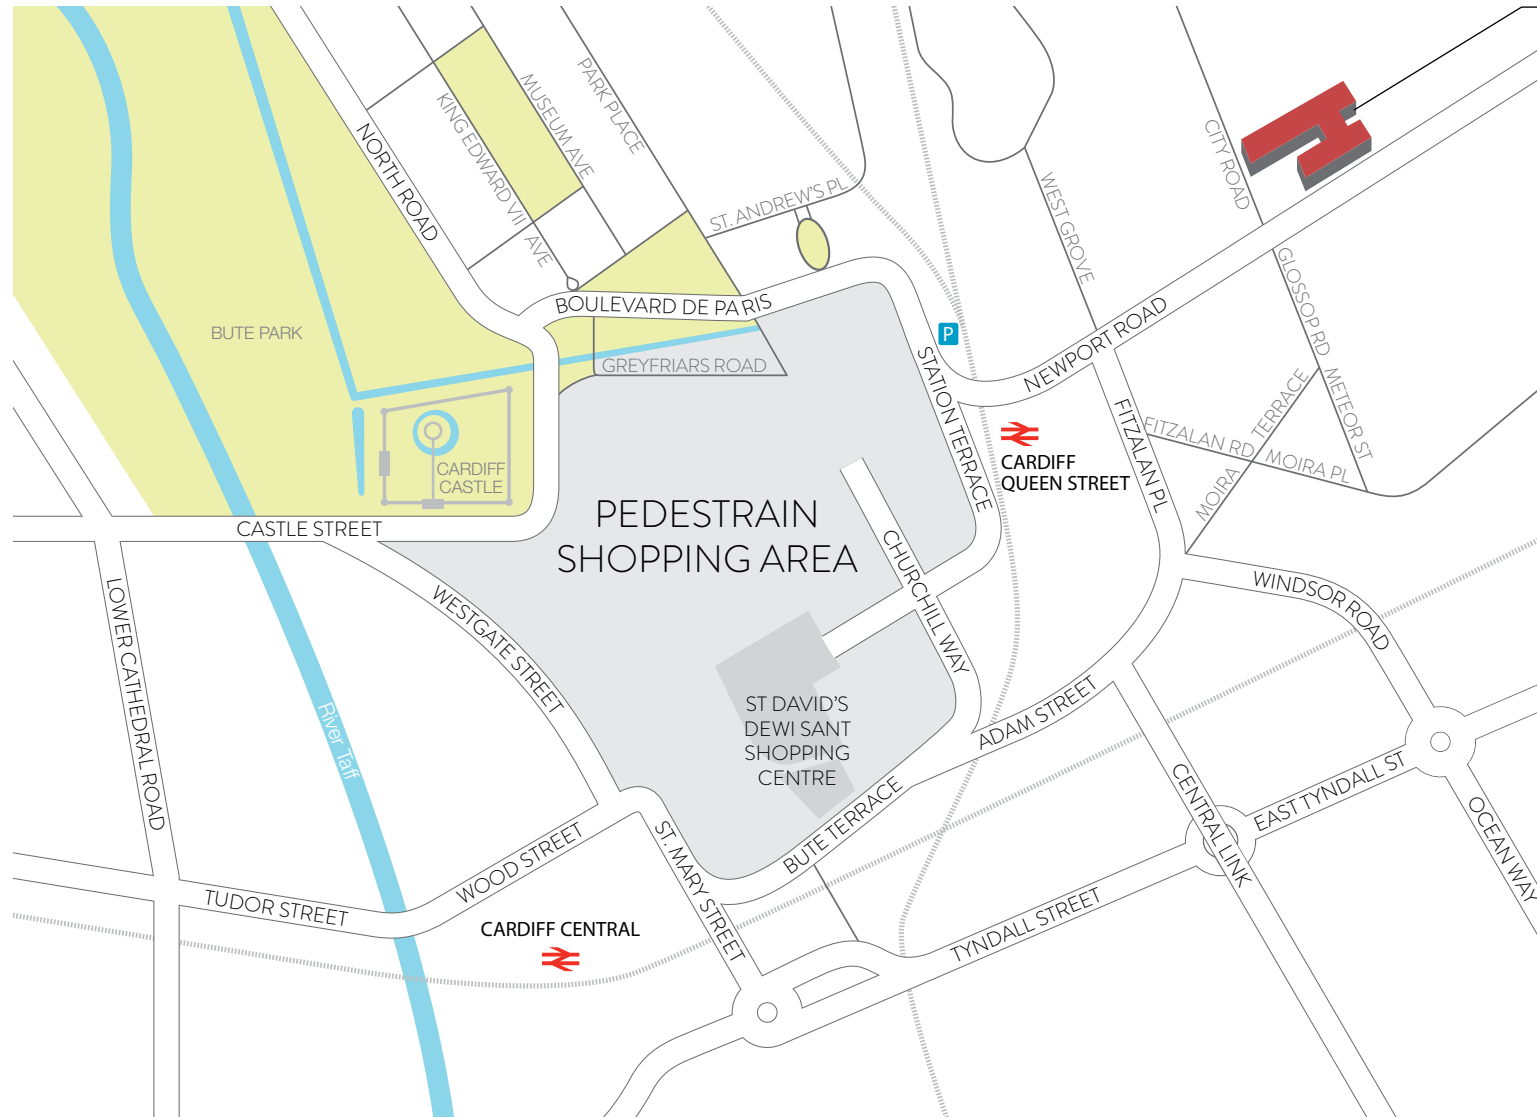 PARK PLACE
MUSEUM AVE
KING EDWARD VII AVE
NORTH ROAD
CITY ROAD
ST. ANDREW'S PL
WEST GROVE
GLOSSOP RD
BOULEVARD DE PARIS
BUTE PARK
P
NEWPORT ROAD
GREYFRIARS ROAD
STATION TERRACE
METEOR ST
MOIRA TERRACE
FITZALAN PL
FITZALAN RD
MOIRA PL
CARDIFF
QUEEN STREET
CARDIFF
CASTLE
CASTLE STREET
PEDESTRAIN
SHOPPING AREA
CHURCHILL WAY
WINDSOR ROAD
LOWER CATHEDRAL ROAD
WESTGATE STREET
River Taff
ST DAVID'S
DEWI SANT
SHOPPING
CENTRE
ADAM STREET
CENTRAL LINK
EAST TYNDALL ST
OCEAN WAY
BUTE TERRACE
WOOD STREET
ST. MARY STREET
TUDOR STREET
CARDIFF CENTRAL
TYNDALL STREET